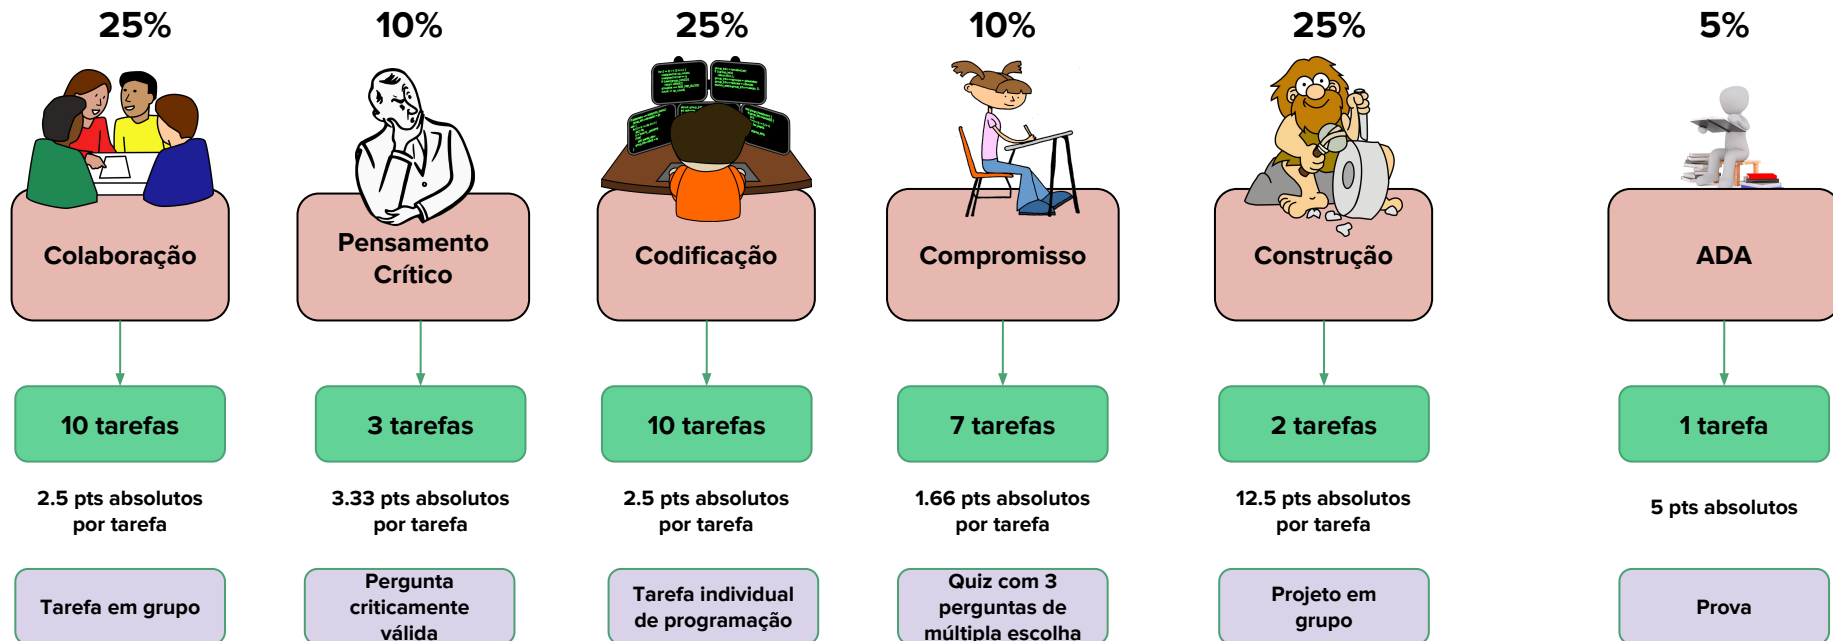 25%
10%
25%
10%
25%
5%
Colaboração
Pensamento
Crítico
Codificação
Compromisso
Construção
ADA
10 tarefas
3 tarefas
10 tarefas
7 tarefas
2 tarefas
1 tarefa
2.5 pts absolutos
por tarefa
3.33 pts absolutos
por tarefa
2.5 pts absolutos
por tarefa
1.66 pts absolutos
por tarefa
12.5 pts absolutos
por tarefa
5 pts absolutos
Tarefa em grupo
Pergunta
criticamente
válida
Tarefa individual
de programação
Quiz com 3
perguntas de
múltipla escolha
Projeto em
grupo
Prova